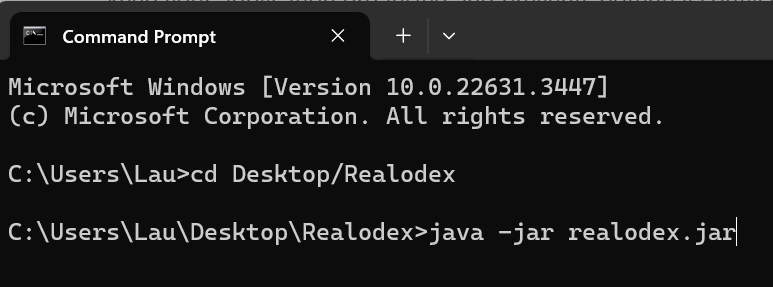 Command Prompt
Microsoft Windows [Version 10.0.22631.3447]
(c) Microsoft Corporation. All rights reserved.
C:\Users\Lau>cd Desktop/Realodex
C:\Users\Lau\Desktop\Realodex>java -jar realodex.jar